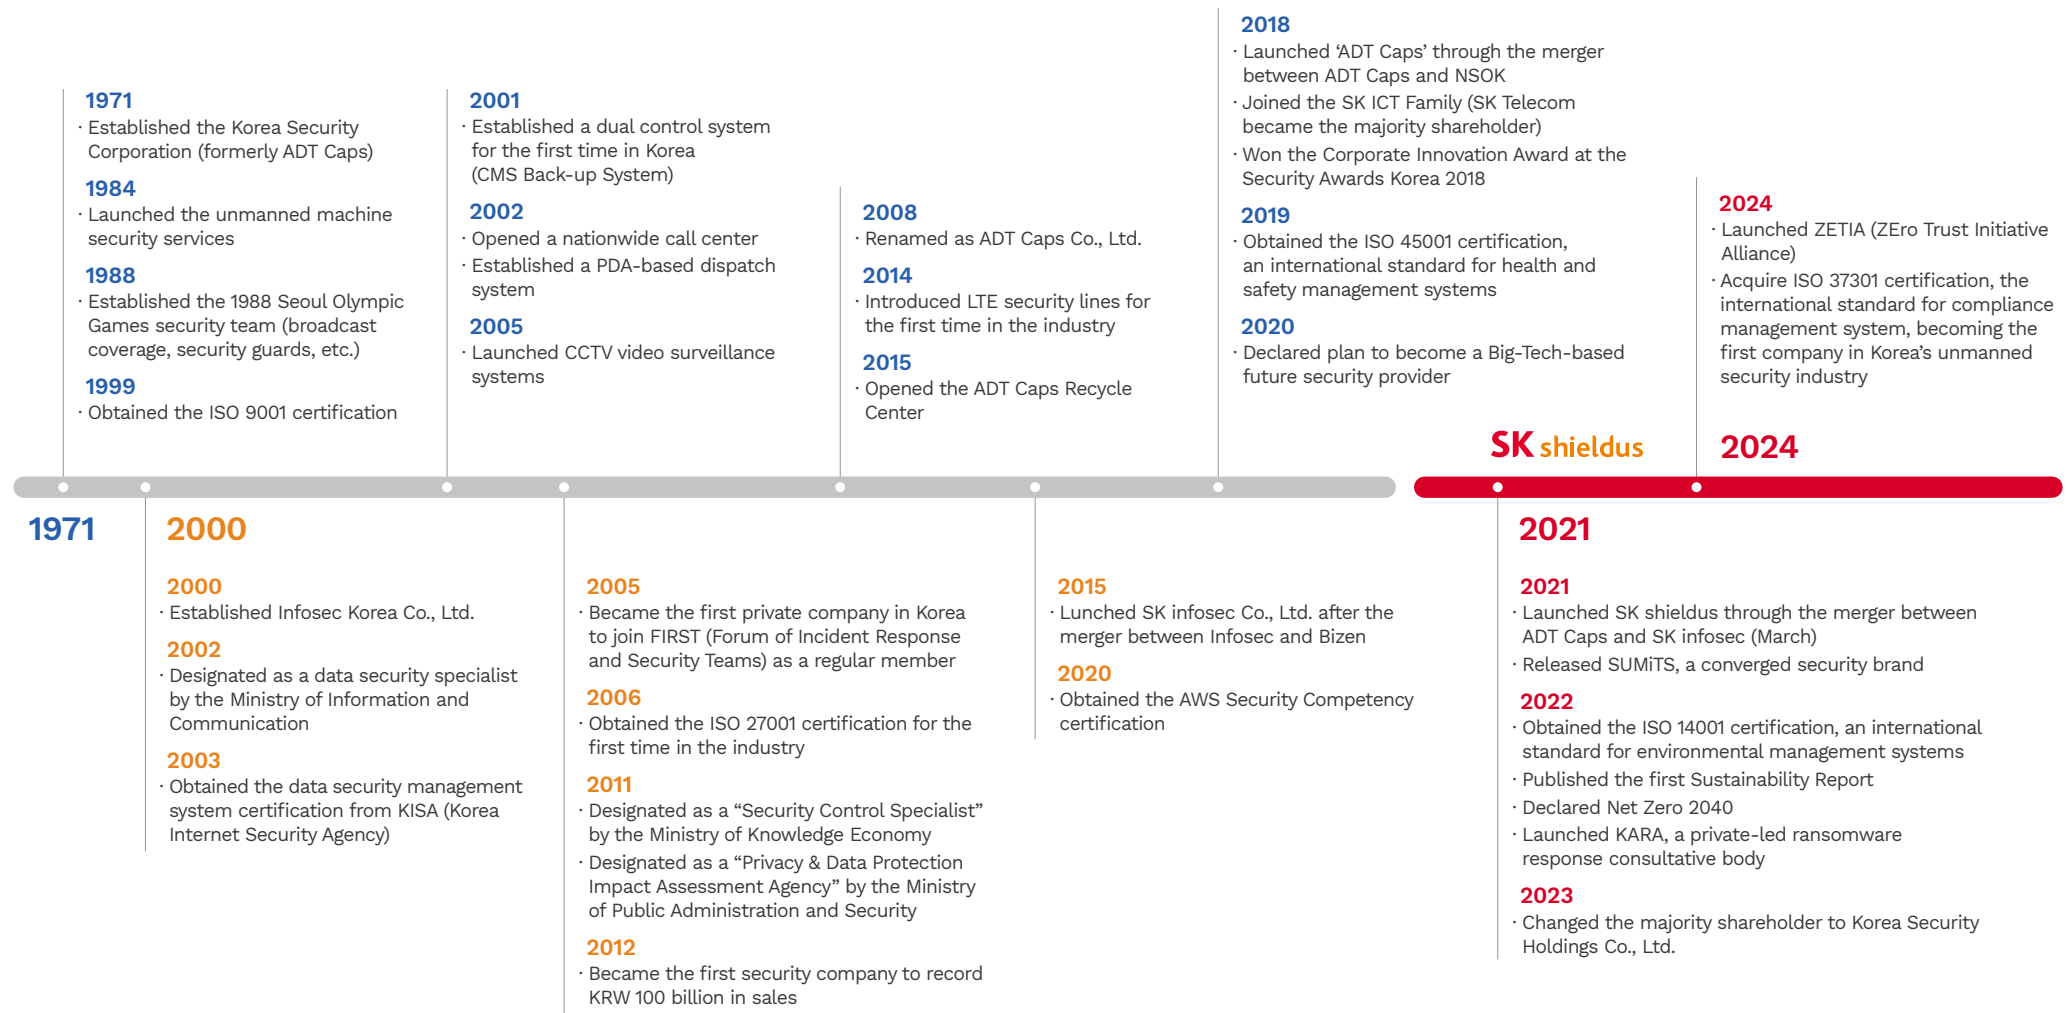 1971
· Established the Korea Security
Corporation (formerly ADT Caps)
1984
· Launched the unmanned machine
security services
1988
· Established the 1988 Seoul Olympic
Games security team (broadcast
coverage, security guards, etc.)
1999
· Obtained the ISO 9001 certification
2001
· Established a dual control system
for the first time in Korea
(CMS Back-up System)
2002
· Opened a nationwide call center
· Established a PDA-based dispatch
system
2005
· Launched CCTV video surveillance
systems
2008
· Renamed as ADT Caps Co., Ltd.
2014
· Introduced LTE security lines for
the first time in the industry
2015
· Opened the ADT Caps Recycle
Center
2018
· Launched ‘ADT Caps’ through the merger
between ADT Caps and NSOK
· Joined the SK ICT Family (SK Telecom
became the majority shareholder)
· Won the Corporate Innovation Award at the
Security Awards Korea 2018
2019
· Obtained the ISO 45001 certification,
an international standard for health and
safety management systems
2020
· Declared plan to become a Big-Tech-based
future security provider
2024
· Launched ZETIA (ZEro Trust Initiative
Alliance)
· Acquire ISO 37301 certification, the
international standard for compliance
management system, becoming the
first company in Korea’s unmanned
security industry
SK shieldus
2024
1971
2000
2021
2000
· Established Infosec Korea Co., Ltd.
2002
· Designated as a data security specialist
by the Ministry of Information and
Communication
2003
· Obtained the data security management
system certification from KISA (Korea
Internet Security Agency)
2005
· Became the first private company in Korea
to join FIRST (Forum of Incident Response
and Security Teams) as a regular member
2006
· Obtained the ISO 27001 certification for the
first time in the industry
2011
· Designated as a “Security Control Specialist”
by the Ministry of Knowledge Economy
· Designated as a “Privacy & Data Protection
Impact Assessment Agency” by the Ministry
of Public Administration and Security
2012
· Became the first security company to record
KRW 100 billion in sales
2015
· Lunched SK infosec Co., Ltd. after the
merger between Infosec and Bizen
2020
· Obtained the AWS Security Competency
certification
2021
· Launched SK shieldus through the merger between
ADT Caps and SK infosec (March)
· Released SUMiTS, a converged security brand
2022
· Obtained the ISO 14001 certification, an international
standard for environmental management systems
· Published the first Sustainability Report
· Declared Net Zero 2040
· Launched KARA, a private-led ransomware
response consultative body
2023
· Changed the majority shareholder to Korea Security
Holdings Co., Ltd.